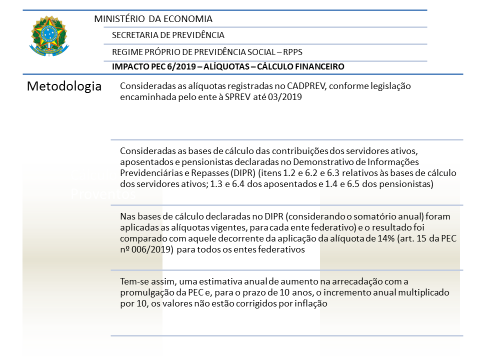 MINISTÉRIO DA ECONOMIA
SECRETARIA DE PREVIDÊNCIA
REGIME PRÓPRIO DE PREVIDÊNCIA SOCIAL – RPPS
IMPACTO PEC 6/2019 – ALÍQUOTAS – CÁLCULO FINANCEIRO
Metodologia
Consideradas as alíquotas registradas no CADPREV, conforme legislação
encaminhada pelo ente à SPREV até 03/2019
Consideradas as bases de cálculo das contribuições dos servidores ativos,
aposentados e pensionistas declaradas no Demonstrativo de Informações
Previdenciárias e Repasses (DIPR) (itens 1.2 e 6.2 e 6.3 relativos às bases de cálculo
dos servidores ativos; 1.3 e 6.4 dos aposentados e 1.4 e 6.5 dos pensionistas)
Nas bases de cálculo declaradas no DIPR (considerando o somatório anual) foram
aplicadas as alíquotas vigentes, para cada ente federativo) e o resultado foi
comparado com aquele decorrente da aplicação da alíquota de 14% (art. 15 da PEC
nº 006/2019) para todos os entes federativos
Tem-se assim, uma estimativa anual de aumento na arrecadação com a
promulgação da PEC e, para o prazo de 10 anos, o incremento anual multiplicado
por 10, os valores não estão corrigidos por inflação